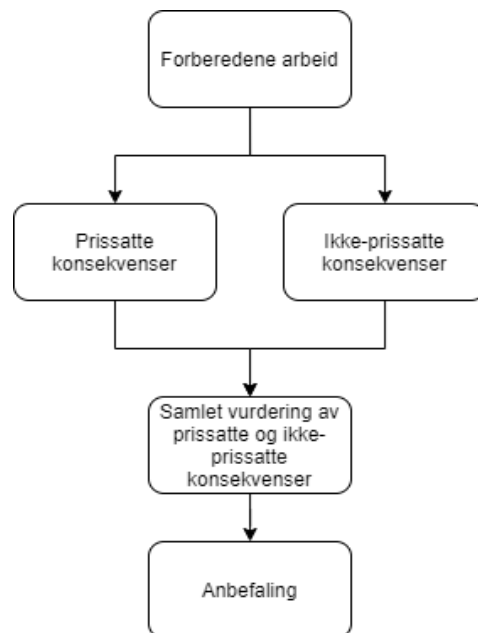 Forberedene arbeid
Prissatte
konsekvenser
Ikke-prissatte
konsekvenser
Samlet vurdering av
prissatte og ikke-
prissatte
konsekvenser
Anbefaling